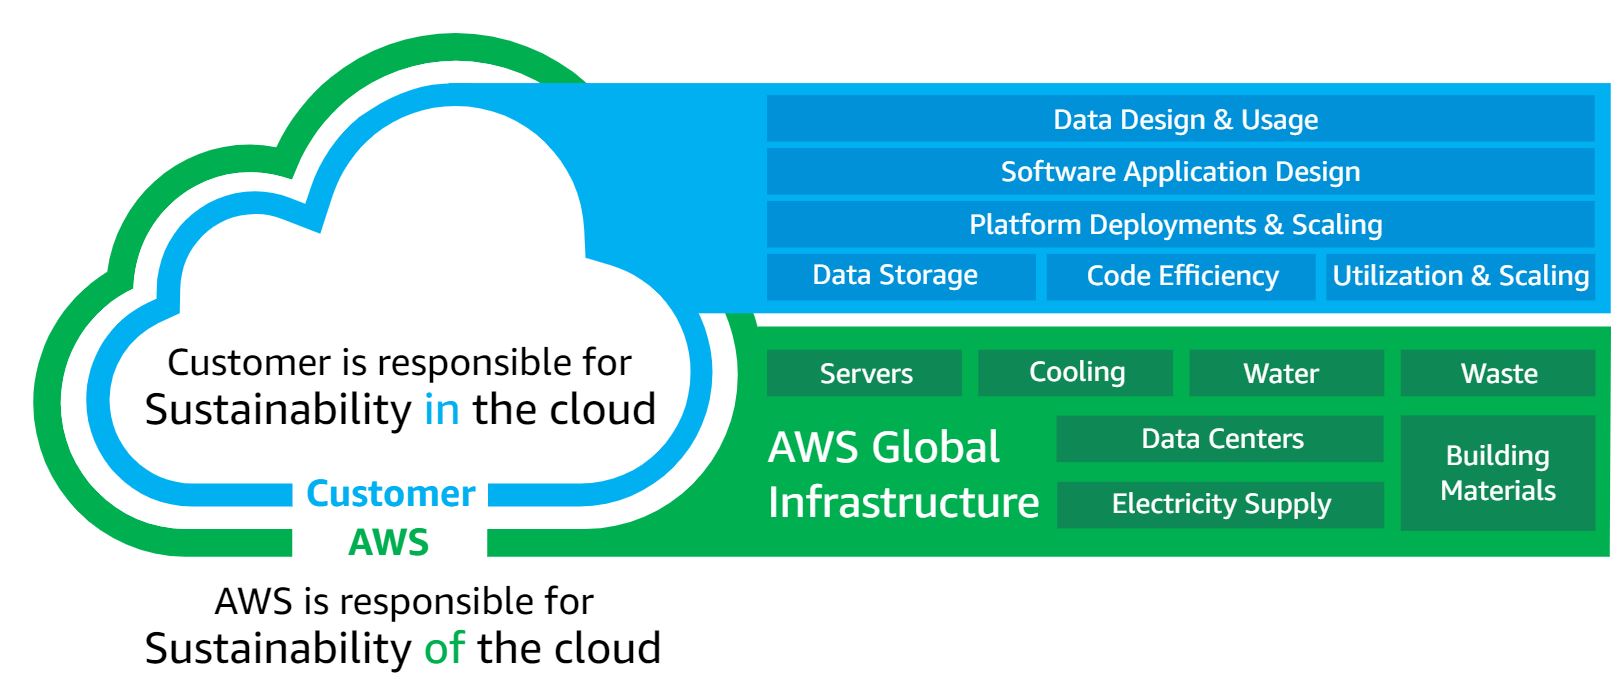 Data Design & Usage
Software Application Design
Platform Deployments & Scaling
Data Storage
Code Efficiency
Utilization & Scaling
Customer is responsible for
Sustainability in the cloud
Customer
Servers
Cooling
Water
Waste
AWS Global
Infrastructure
Data Centers
Electricity Supply
Building
Materials
AWS
AWS is responsible for
Sustainability of the cloud